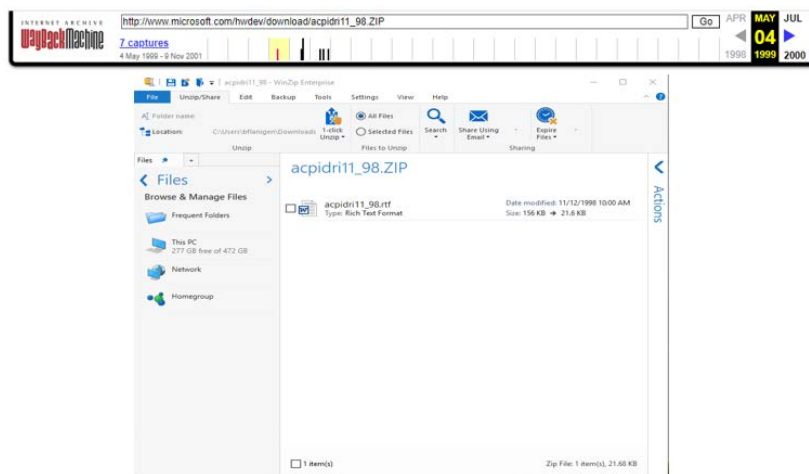 INTERNET ARCHIVE
WayBackMachine
http://www.microsoft.com/hwdev/download/acpidri11_98.ZIP
Go
APR MAY JUL
7 captures
04
4 May 1999 - 9 Nov 2001
1998 1999 2000
acpidri11_98 - WinZip Enterprise
File Unzip/Share Edit Backup Tools Settings View Help
Folder name:
Location: C:\Users\bflanigen\Downloads
1-click Unzip
All Files
Selected Files
Search
Share Using Email
Expire Files
Unzip Files to Unzip Sharing
Files
Files
Browse & Manage Files
Frequent Folders
This PC
277 GB free of 472 GB
Network
Homegroup
acpidri11_98.ZIP
acpidri11_98.rtf
Type: Rich Text Format
Date modified: 11/12/1998 10:00 AM
Size: 156 KB → 21.6 KB
Actions
1 item(s)
Zip File: 1 item(s), 21.68 KB